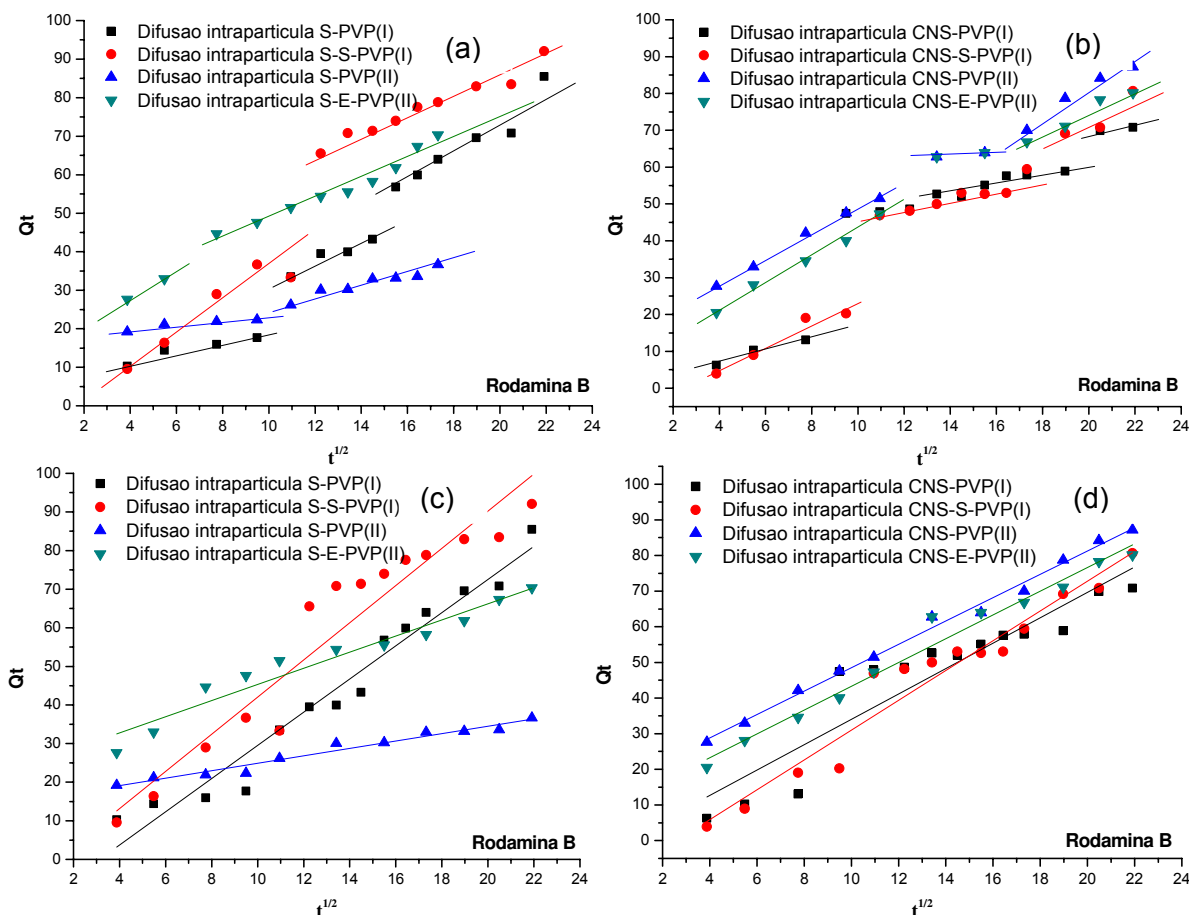 Difusao intraparticula S-PVP(I)
Difusao intraparticula S-S-PVP(I)
Difusao intraparticula S-PVP(II)
Difusao intraparticula S-E-PVP(II)
(a)
100
90
80
70
60
50
40
30
20
10
0
Qt
Rodamina B
2 4 6 8 10 12 14 16 18 20 22 24
t^1/2
Difusao intraparticula CNS-PVP(I)
Difusao intraparticula CNS-S-PVP(I)
Difusao intraparticula CNS-PVP(II)
Difusao intraparticula CNS-E-PVP(II)
(b)
100
90
80
70
60
50
40
30
20
10
0
Qt
Rodamina B
2 4 6 8 10 12 14 16 18 20 22 24
t^1/2
Difusao intraparticula S-PVP(I)
Difusao intraparticula S-S-PVP(I)
Difusao intraparticula S-PVP(II)
Difusao intraparticula S-E-PVP(II)
(c)
100
90
80
70
60
50
40
30
20
10
0
Qt
Rodamina B
2 4 6 8 10 12 14 16 18 20 22 24
t^1/2
Difusao intraparticula CNS-PVP(I)
Difusao intraparticula CNS-S-PVP(I)
Difusao intraparticula CNS-PVP(II)
Difusao intraparticula CNS-E-PVP(II)
(d)
100
90
80
70
60
50
40
30
20
10
0
Qt
Rodamina B
2 4 6 8 10 12 14 16 18 20 22 24
t^1/2